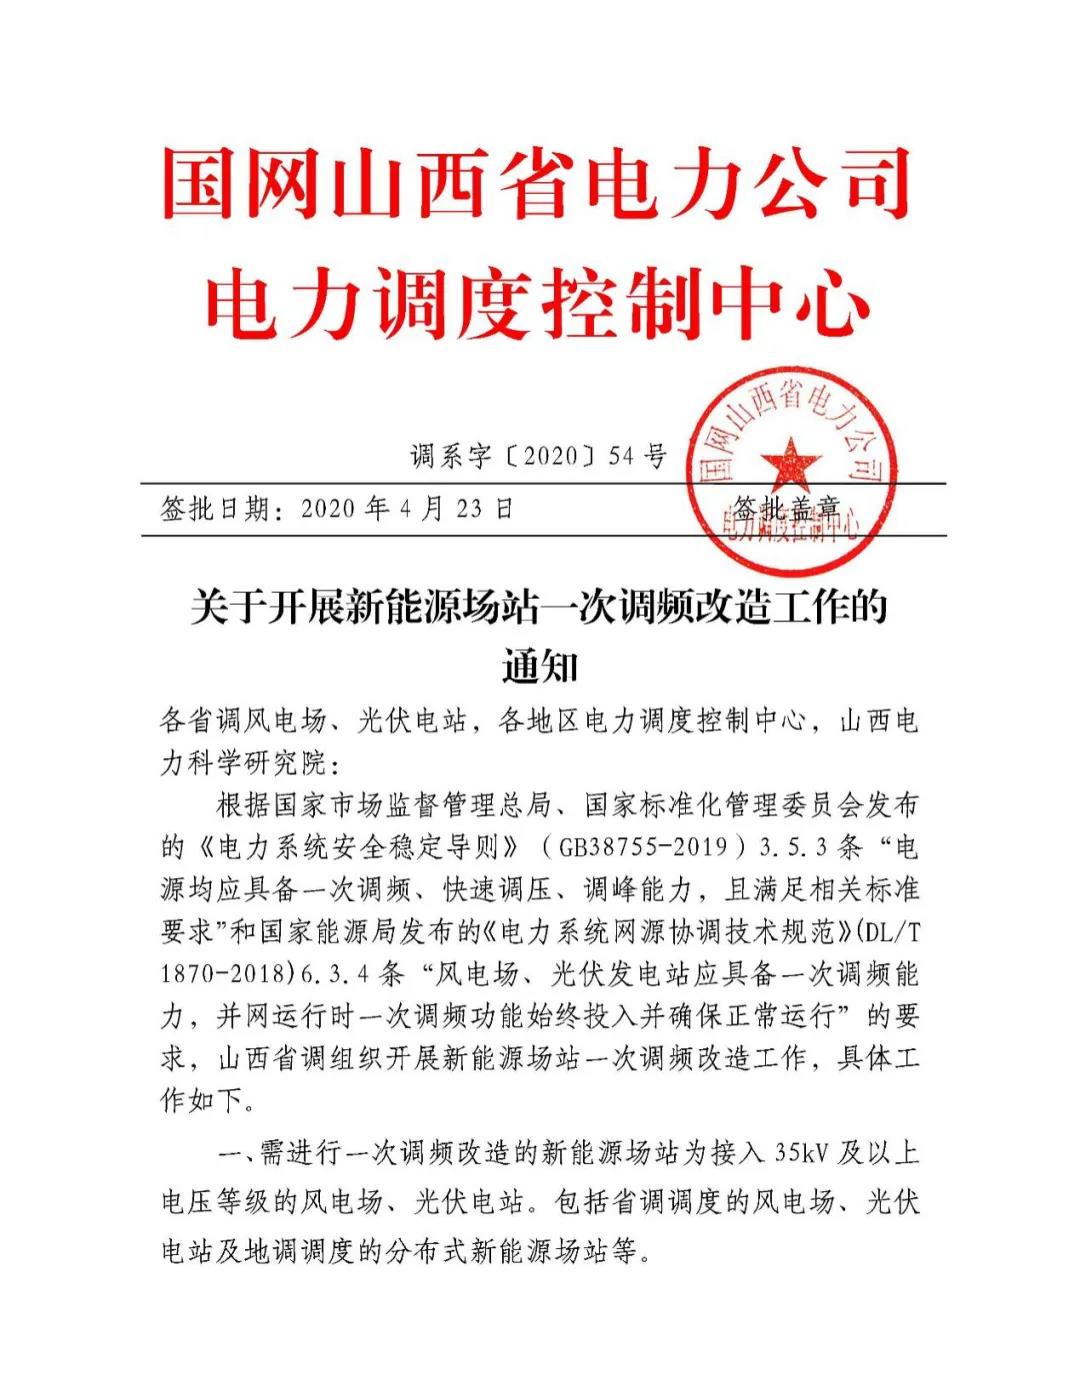 国网山西省电力公司
电力调度控制中心
国网山西省电力公司
电力调度控制中心
调系字〔2020〕54号
签批日期：2020年4月23日 签批盖章
关于开展新能源场站一次调频改造工作的
通知
各省调风电场、光伏电站，各地区电力调度控制中心，山西电
力科学研究院：
根据国家市场监督管理总局、国家标准化管理委员会发布
的《电力系统安全稳定导则》（GB38755-2019）3.5.3条“电
源均应具备一次调频、快速调压、调峰能力，且满足相关标准
要求”和国家能源局发布的《电力系统网源协调技术规范》(DL/T
1870-2018)6.3.4条“风电场、光伏发电站应具备一次调频能
力，并网运行时一次调频功能始终投入并确保正常运行”的要
求，山西省调组织开展新能源场站一次调频改造工作，具体工
作如下。
一、需进行一次调频改造的新能源场站为接入35kV及以上
电压等级的风电场、光伏电站。包括省调调度的风电场、光伏
电站及地调调度的分布式新能源场站等。